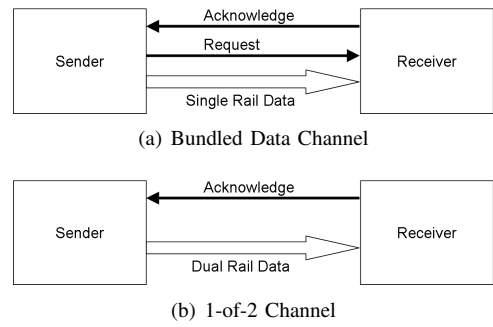 Acknowledge
Request
Sender
Receiver
Single Rail Data
(a) Bundled Data Channel
Acknowledge
Sender
Receiver
Dual Rail Data
(b) 1-of-2 Channel